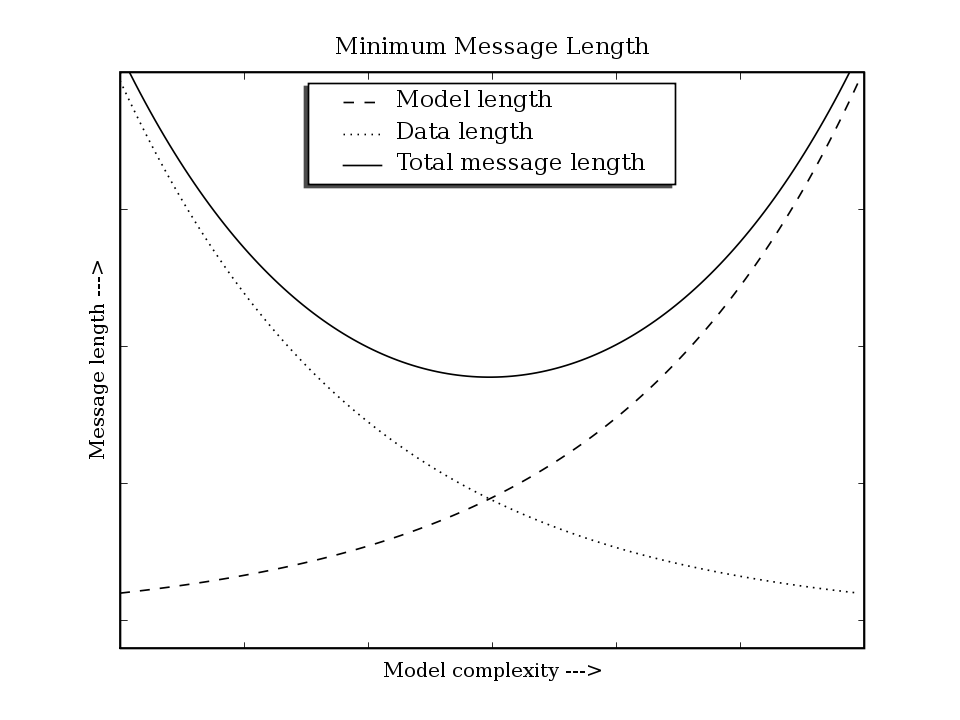 Minimum Message Length
Model length
Data length
Total message length
Message length --->
Model complexity --->